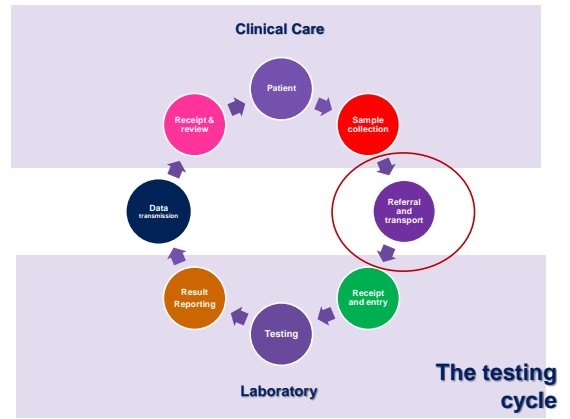 Clinical Care
Patient
Sample
collection
Referral
and
transport
Receipt
and entry
Testing
Result
Reporting
Data
transmission
Receipt &
review
Laboratory
The testing
cycle